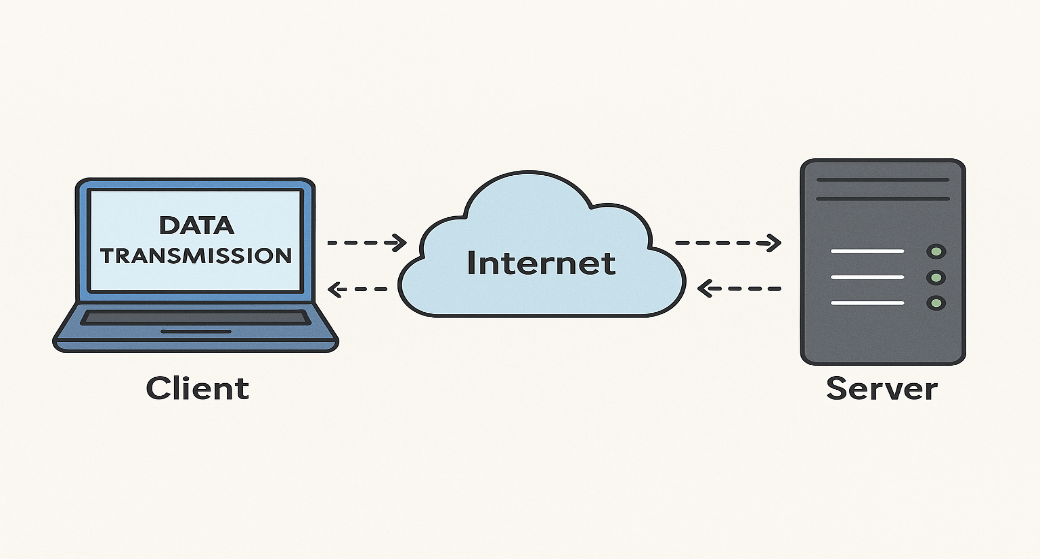 DATA
TRANSMISSION
Internet
Client
Server